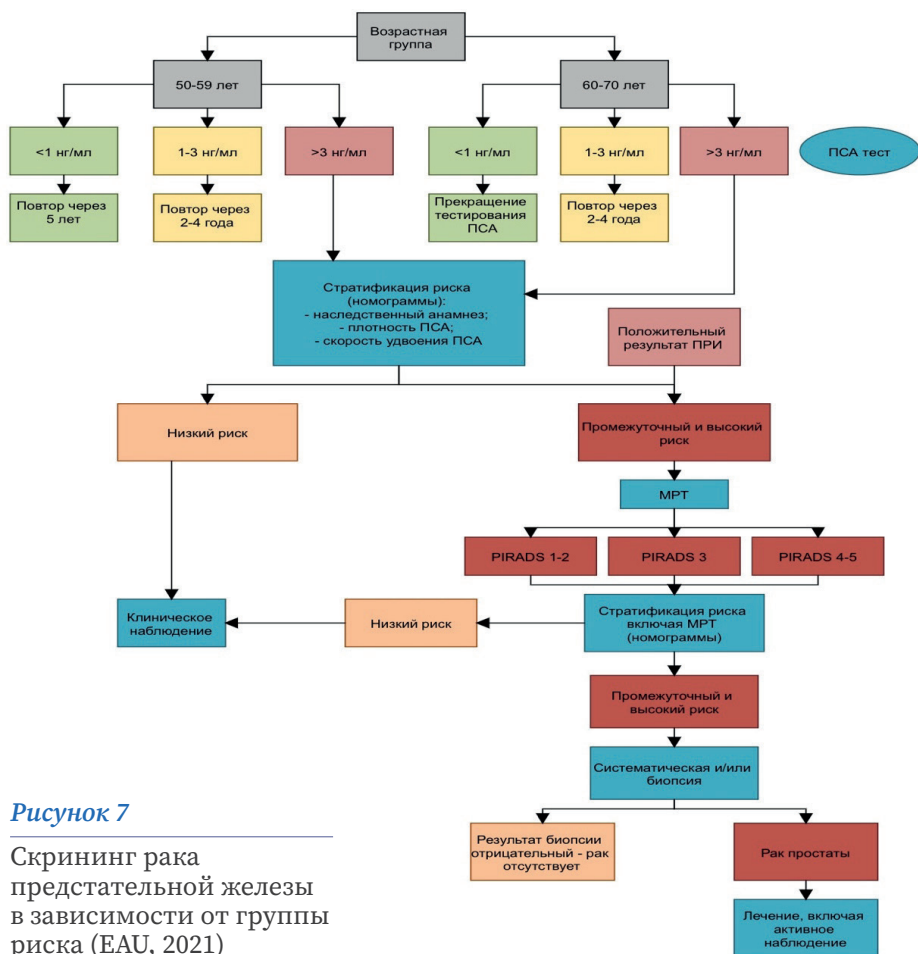 Возрастная
группа
50-59 лет
60-70 лет
<1 нг/мл
1-3 нг/мл
>3 нг/мл
<1 нг/мл
1-3 нг/мл
>3 нг/мл
ПСА тест
Повтор через
5 лет
Повтор через
2-4 года
Прекращение
тестирования
ПСА
Повтор через
2-4 года
Стратификация риска
(номограммы):
- наследственный анамнез;
- плотность ПСА;
- скорость удвоения ПСА
Положительный
результат ПРИ
Низкий риск
Промежуточный и высокий
риск
МРТ
PIRADS 1-2
PIRADS 3
PIRADS 4-5
Клиническое
наблюдение
Низкий риск
Стратификация риска
включая МРТ
(номограммы)
Промежуточный и
высокий риск
Систематическая и/или
биопсия
Результат биопсии
отрицательный - рак
отсутствует
Рак простаты
Лечение, включая
активное
наблюдение
Рисунок 7
Скрининг рака
предстательной железы
в зависимости от группы
риска (EAU, 2021)